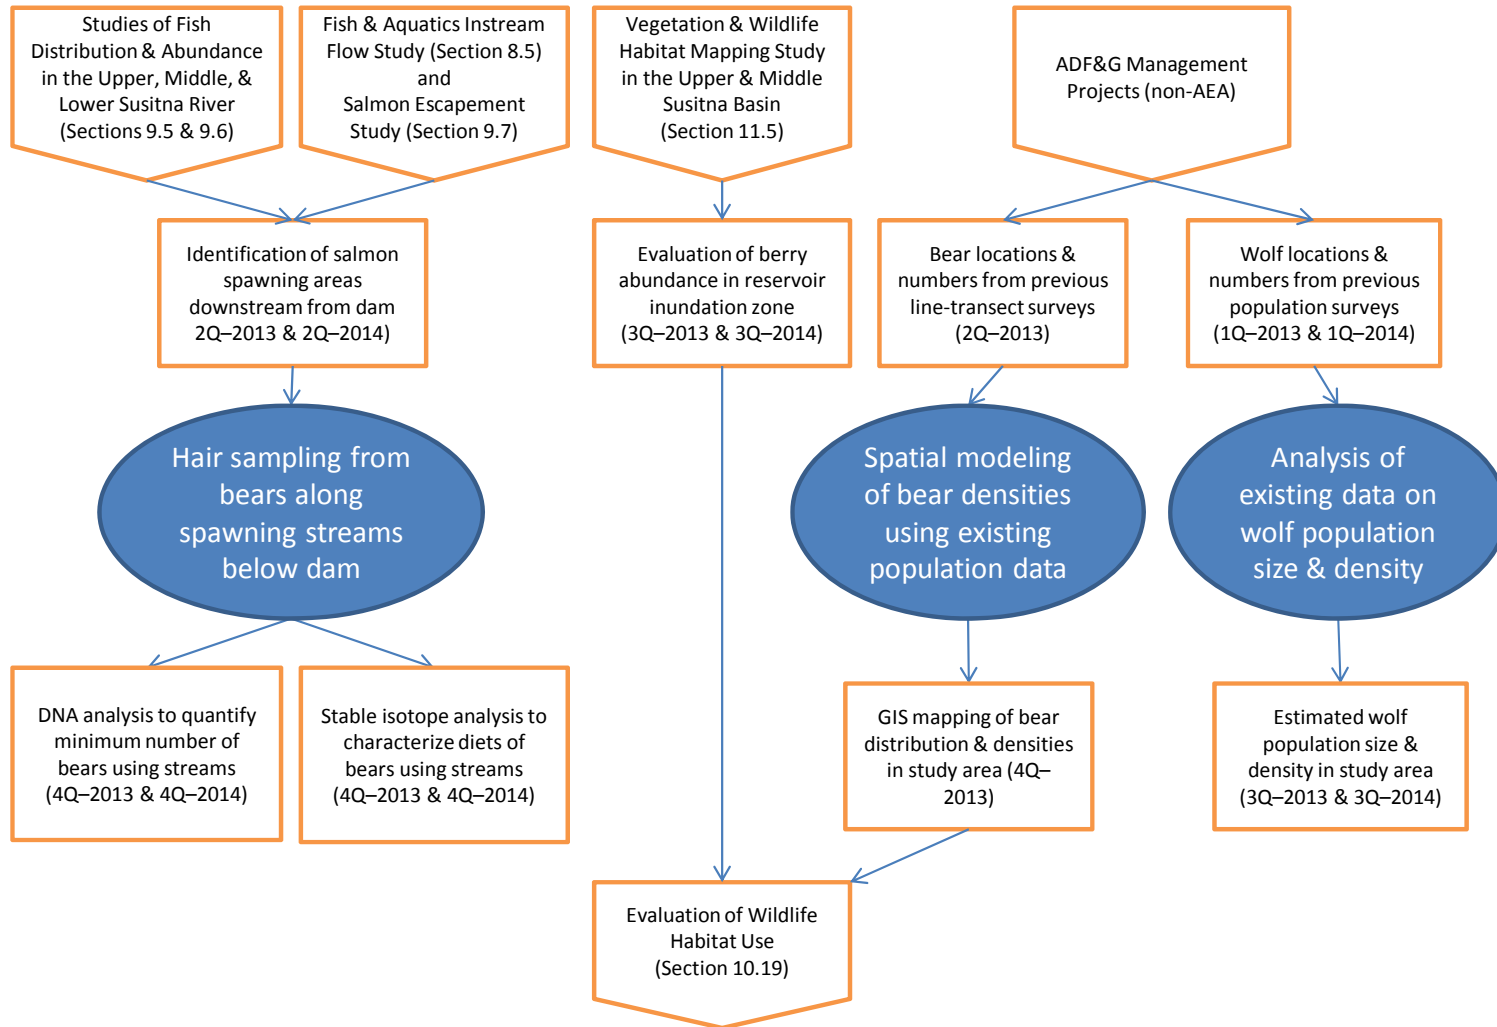 Studies of Fish
Distribution & Abundance
in the Upper, Middle, &
Lower Susitna River
(Sections 9.5 & 9.6)
Fish & Aquatics Instream
Flow Study (Section 8.5)
and
Salmon Escapement
Study (Section 9.7)
Vegetation & Wildlife
Habitat Mapping Study
in the Upper & Middle
Susitna Basin
(Section 11.5)
ADF&G Management
Projects (non-AEA)
Identification of salmon
spawning areas
downstream from dam
2Q–2013 & 2Q–2014)
Evaluation of berry
abundance in reservoir
inundation zone
(3Q–2013 & 3Q–2014)
Bear locations &
numbers from previous
line-transect surveys
(2Q–2013)
Wolf locations &
numbers from previous
population surveys
(1Q–2013 & 1Q–2014)
Hair sampling from
bears along
spawning streams
below dam
Spatial modeling
of bear densities
using existing
population data
Analysis of
existing data on
wolf population
size & density
DNA analysis to quantify
minimum number of
bears using streams
(4Q–2013 & 4Q–2014)
Stable isotope analysis to
characterize diets of
bears using streams
(4Q–2013 & 4Q–2014)
GIS mapping of bear
distribution & densities
in study area (4Q–
2013)
Estimated wolf
population size &
density in study area
(3Q–2013 & 3Q–2014)
Evaluation of Wildlife
Habitat Use
(Section 10.19)